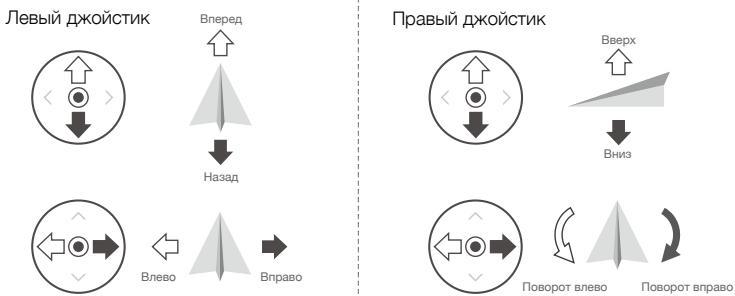 Левый джойстик
Вперед
Назад
Влево
Вправо
Правый джойстик
Вверх
Вниз
Поворот влево
Поворот вправо